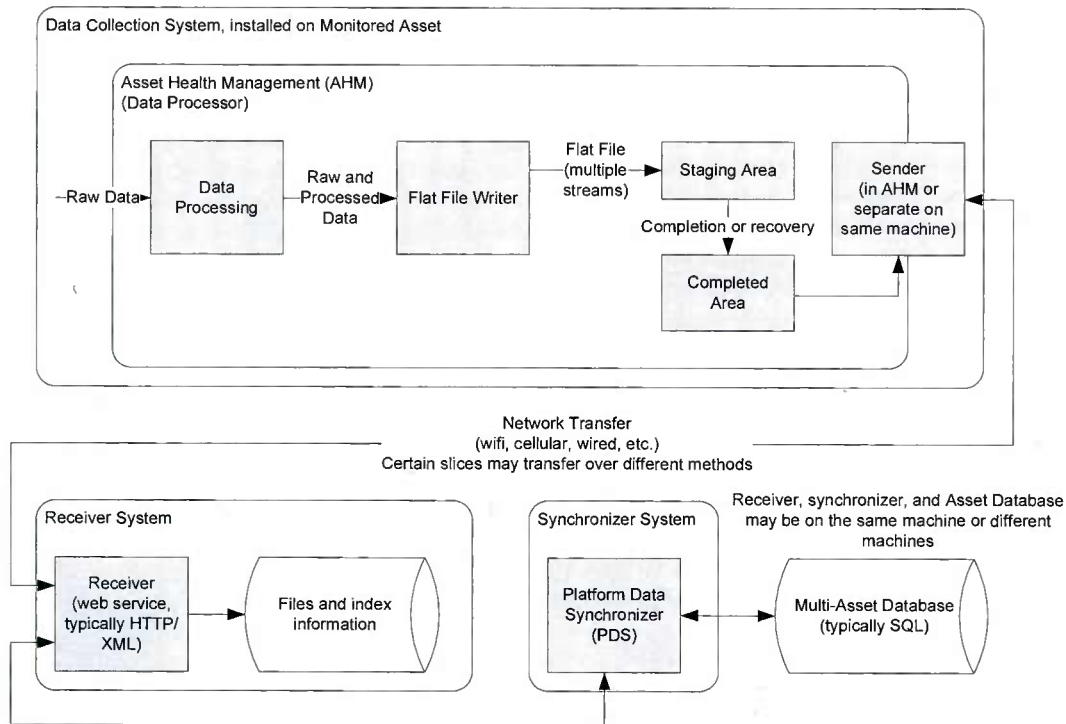 Data Collection System, installed on Monitored Asset
Asset Health Management (AHM)
(Data Processor)
Raw Data
Data
Processing
Raw and
Processed
Data
Flat File Writer
Flat File
(multiple
streams)
Staging Area
Completion or recovery
Completed
Area
Sender
(in AHM or
separate on
same machine)
Network Transfer
(wifi, cellular, wired, etc.)
Certain slices may transfer over different methods
Receiver System
Receiver
(web service,
typically HTTP/
XML)
Files and index
information
Synchronizer System
Platform Data
Synchronizer
(PDS)
Receiver, synchronizer, and Asset Database
may be on the same machine or different
machines
Multi-Asset Database
(typically SQL)